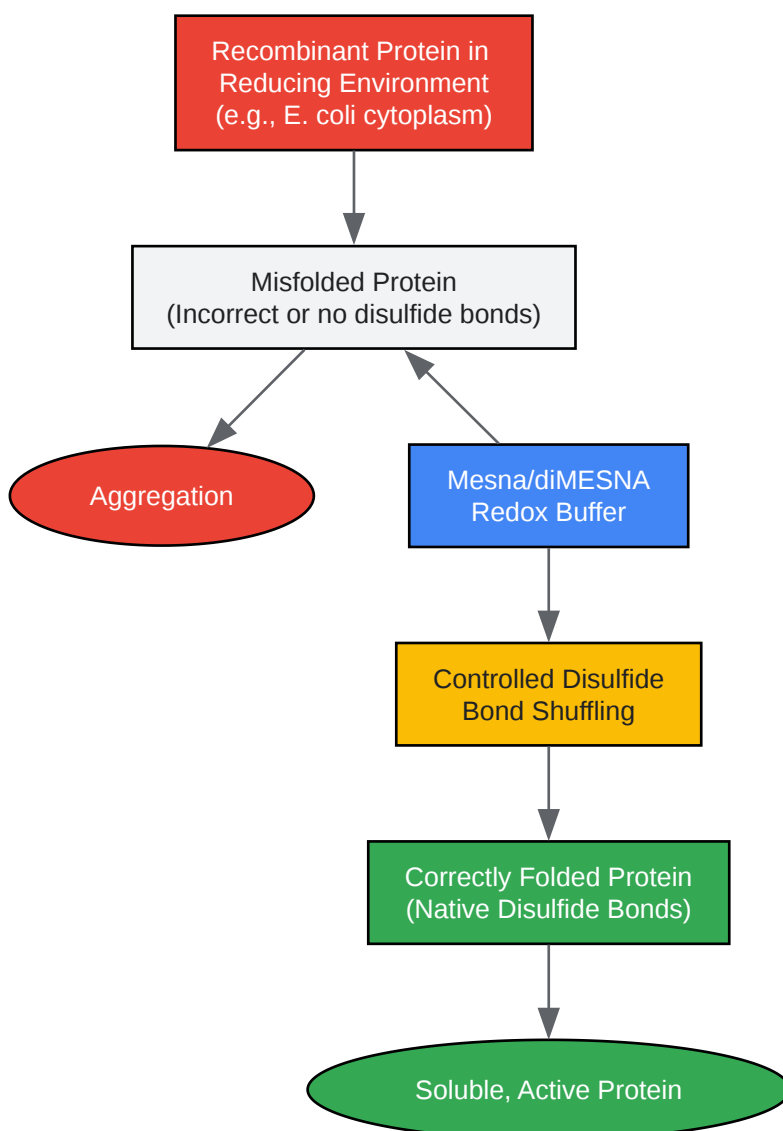 Recombinant Protein in
Reducing Environment
(e.g., E. coli cytoplasm)
Misfolded Protein
(Incorrect or no disulfide bonds)
Aggregation
Mesna/diMESNA
Redox Buffer
Controlled Disulfide
Bond Shuffling
Correctly Folded Protein
(Native Disulfide Bonds)
Soluble, Active Protein